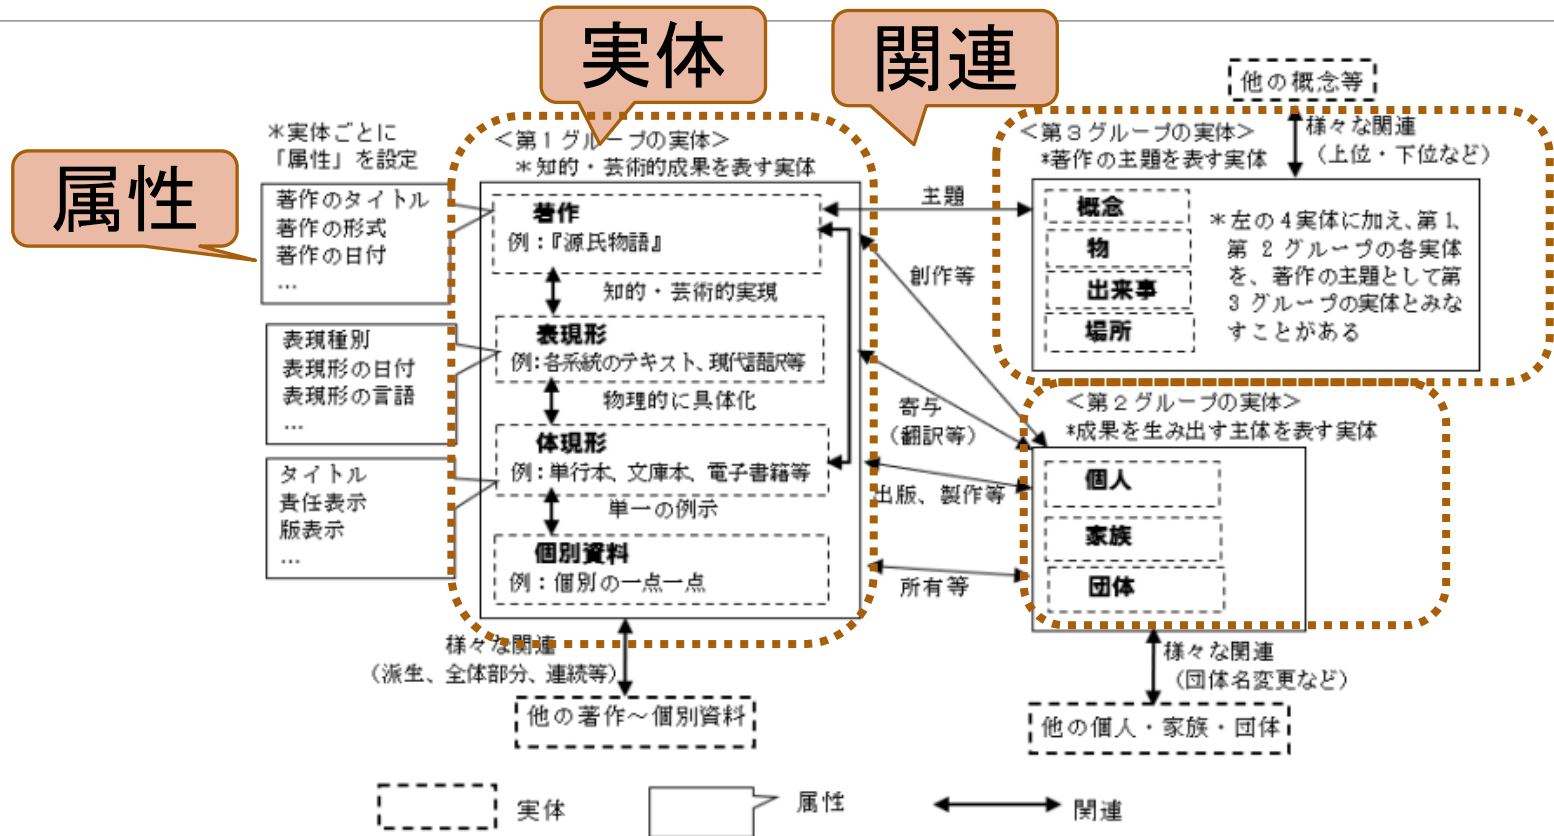 実体
関連
属性
*実体ごとに
「属性」を設定
著作のタイトル
著作の形式
著作の日付
…
表現種別
表現形の日付
表現形の言語
…
タイトル
責任表示
版表示
…
<第1グループの実体>
*知的・芸術的成果を表す実体
著作
例:『源氏物語』
知的・芸術的実現
表現形
例:各系統のテキスト、現代語訳等
物理的に具体化
体現形
例:単行本、文庫本、電子書籍等
単一の例示
個別資料
例:個別の一点一点
様々な関連
(派生、全体部分、連続等)
他の著作~個別資料
主題
創作等
寄与
(翻訳等)
出版、製作等
所有等
他の概念等
様々な関連
(上位・下位など)
<第3グループの実体>
*著作の主題を表す実体
概念
物
出来事
場所
*左の4実体に加え、第1、
第2グループの各実体
を、著作の主題として第
3グループの実体とみな
すことがある
<第2グループの実体>
*成果を生み出す主体を表す実体
個人
家族
団体
様々な関連
(団体名変更など)
他の個人・家族・団体
実体
属性
関連